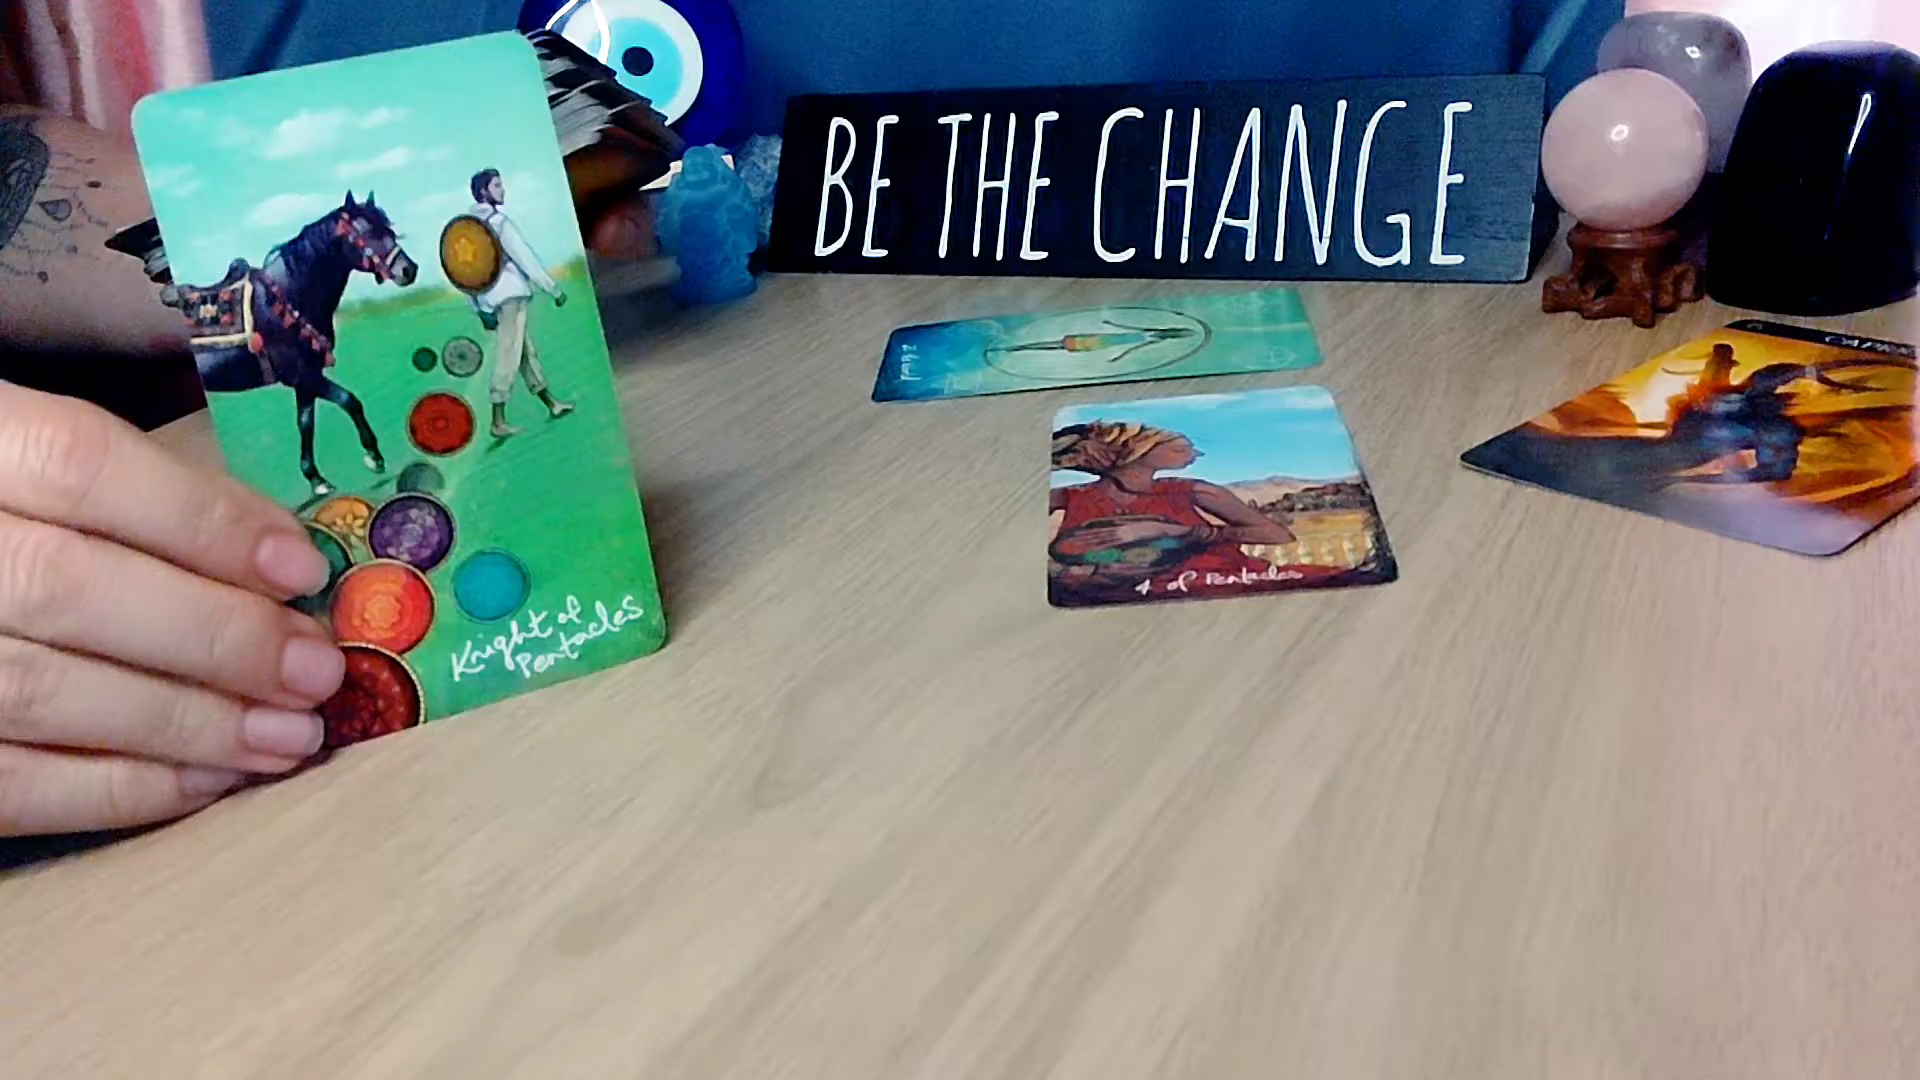 BE THE CHANGE
Knight of
Pentacles
4 of Pentacles